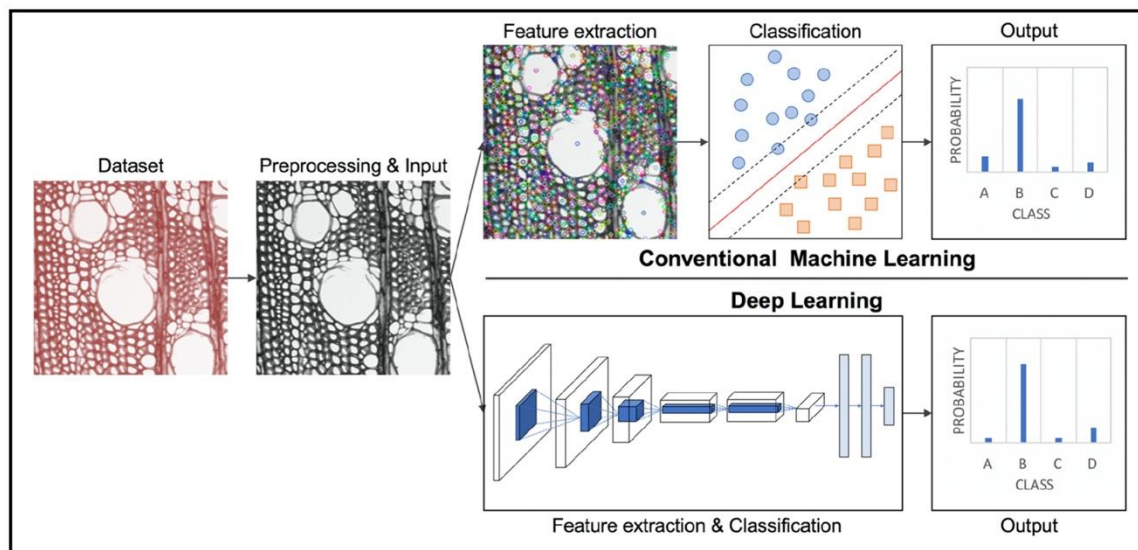 Feature extraction
Classification
Output
Dataset
Preprocessing & Input
PROBABILITY
A B C D
CLASS
Conventional Machine Learning
Deep Learning
PROBABILITY
A B C D
CLASS
Feature extraction & Classification
Output